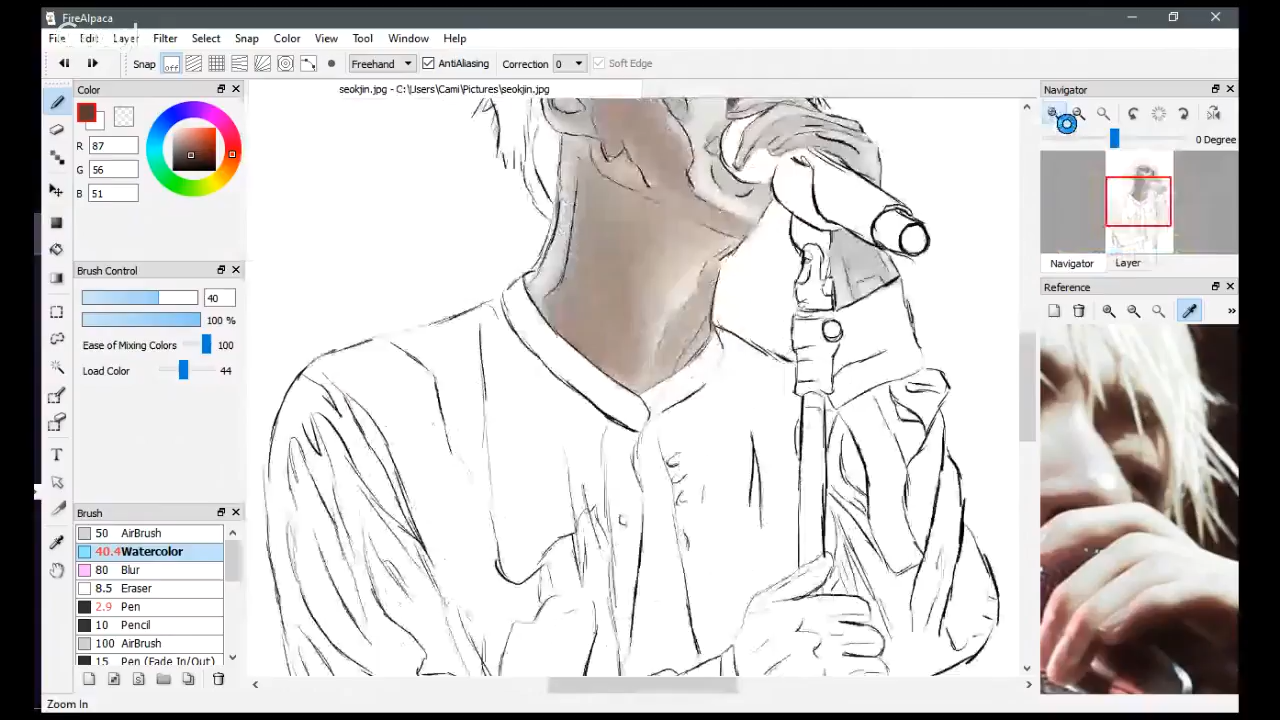 FireAlpaca
File Edit Layer Filter Select Snap Color View Tool Window Help
Snap off Freehand AntiAliasing Correction 0 Soft Edge
Color
seokjin.jpg - C:\Users\Cami\Pictures\seokjin.jpg
Navigator
R 87
G 56
B 51
0 Degree
Brush Control
40
100 %
Ease of Mixing Colors 100
Load Color 44
Navigator Layer
Reference
»
Brush
50 AirBrush
40.4 Watercolor
80 Blur
8.5 Eraser
2.9 Pen
10 Pencil
100 AirBrush
15 Pen (Fade In/Out)
T
Zoom In